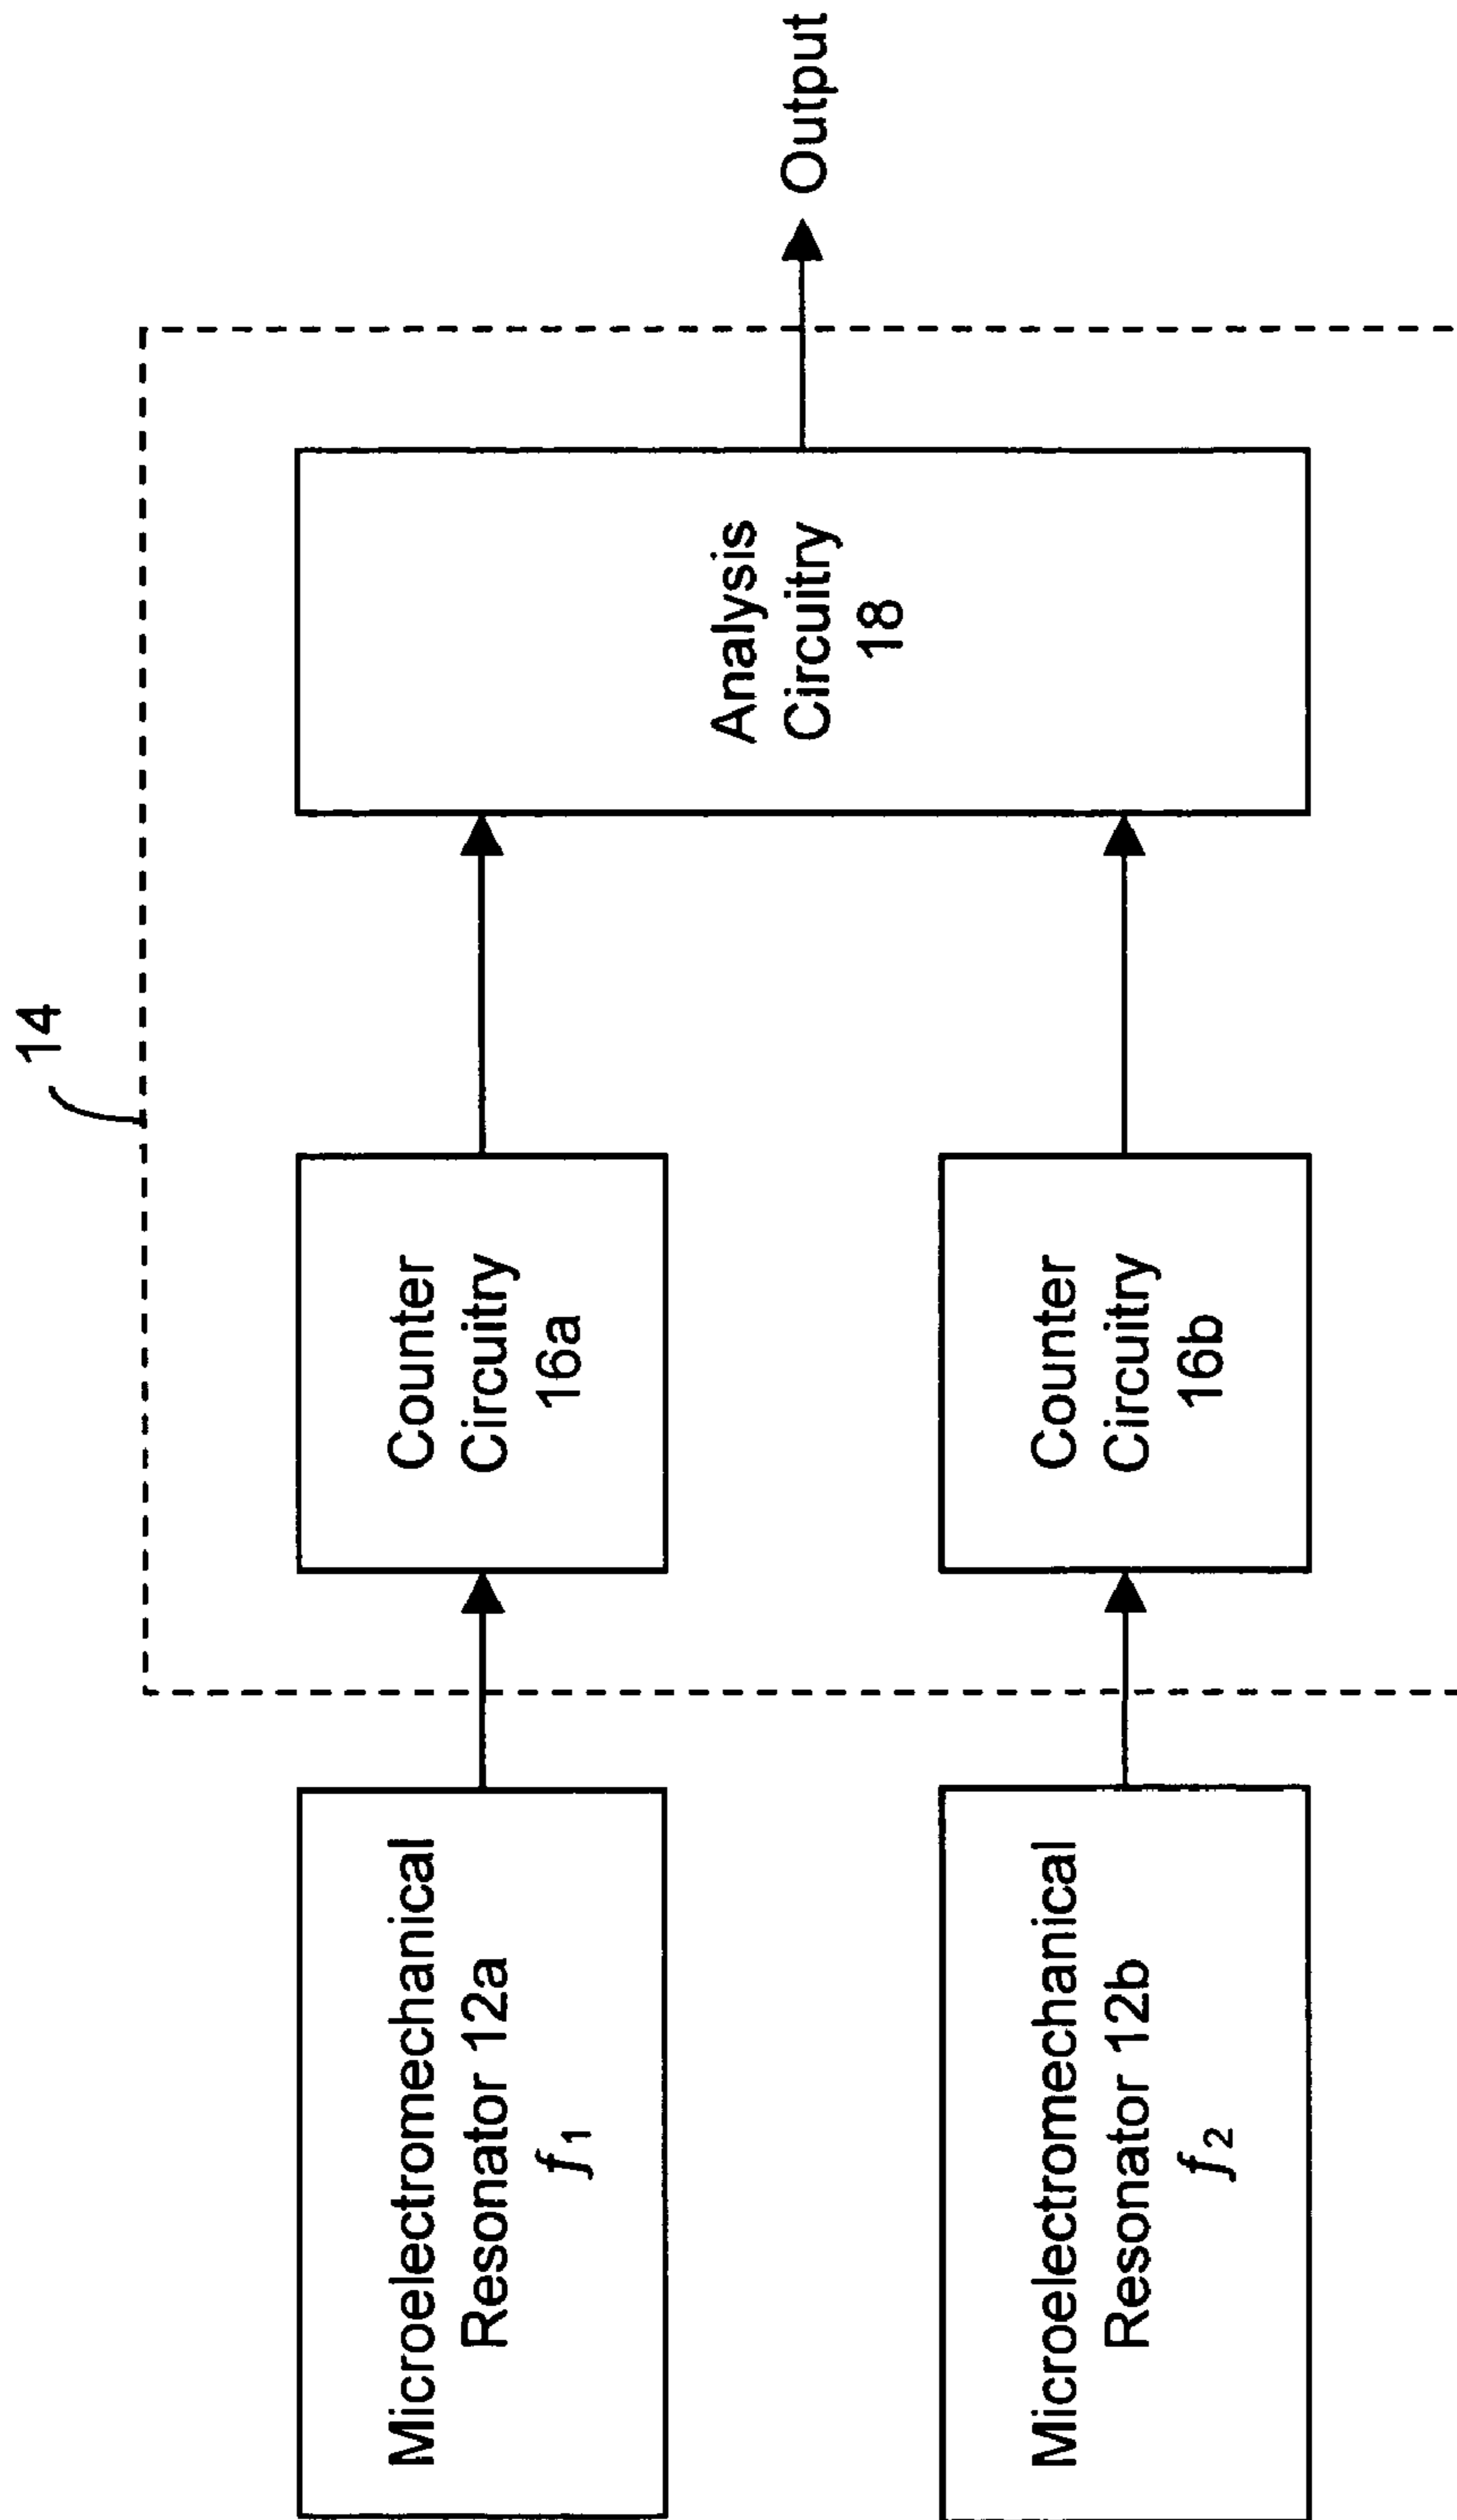 14
Microelectromechanical
Resonator 12a
f1
Counter
Circuitry
16a
Analysis
Circuitry
18
Output
Microelectromechanical
Resonator 12b
f2
Counter
Circuitry
16b